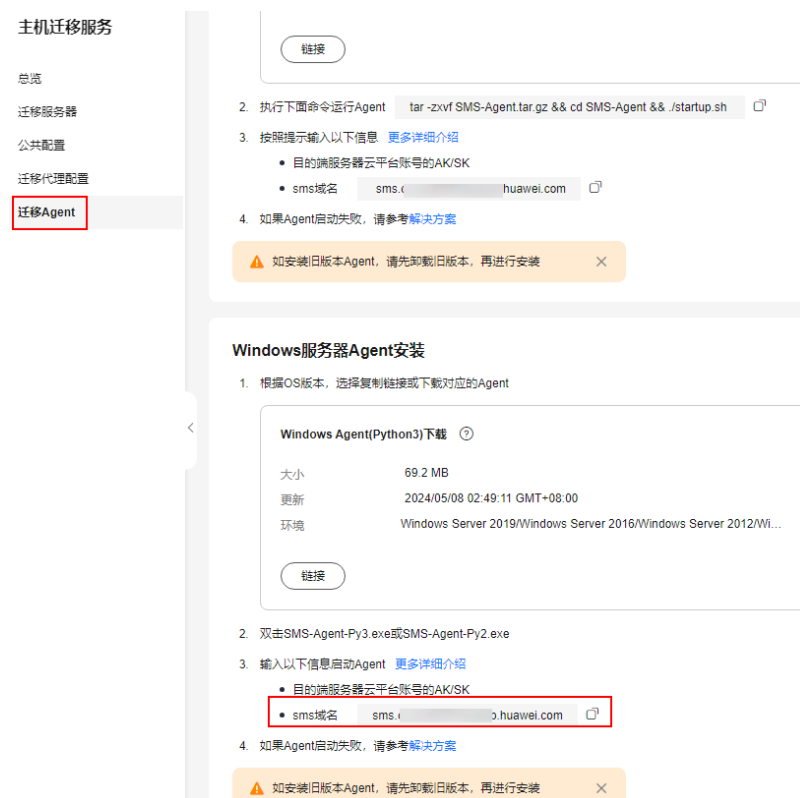 主机迁移服务
总览
迁移服务器
公共配置
迁移代理配置
迁移Agent
链接
2. 执行下面命令运行Agent tar -zxvf SMS-Agent.tar.gz && cd SMS-Agent && ./startup.sh
3. 按照提示输入以下信息 更多详细介绍
• 目的端服务器云平台账号的AK/SK
• sms域名 sms. huawei.com
4. 如果Agent启动失败，请参考解决方案
如安装旧版本Agent，请先卸载旧版本，再进行安装
Windows服务器Agent安装
1. 根据OS版本，选择复制链接或下载对应的Agent
Windows Agent(Python3)下载
大小 69.2 MB
更新 2024/05/08 02:49:11 GMT+08:00
环境 Windows Server 2019/Windows Server 2016/Windows Server 2012/Wi...
链接
2. 双击SMS-Agent-Py3.exe或SMS-Agent-Py2.exe
3. 输入以下信息启动Agent 更多详细介绍
• 目的端服务器云平台账号的AK/SK
• sms域名 sms. .huawei.com
4. 如果Agent启动失败，请参考解决方案
如安装旧版本Agent，请先卸载旧版本，再进行安装